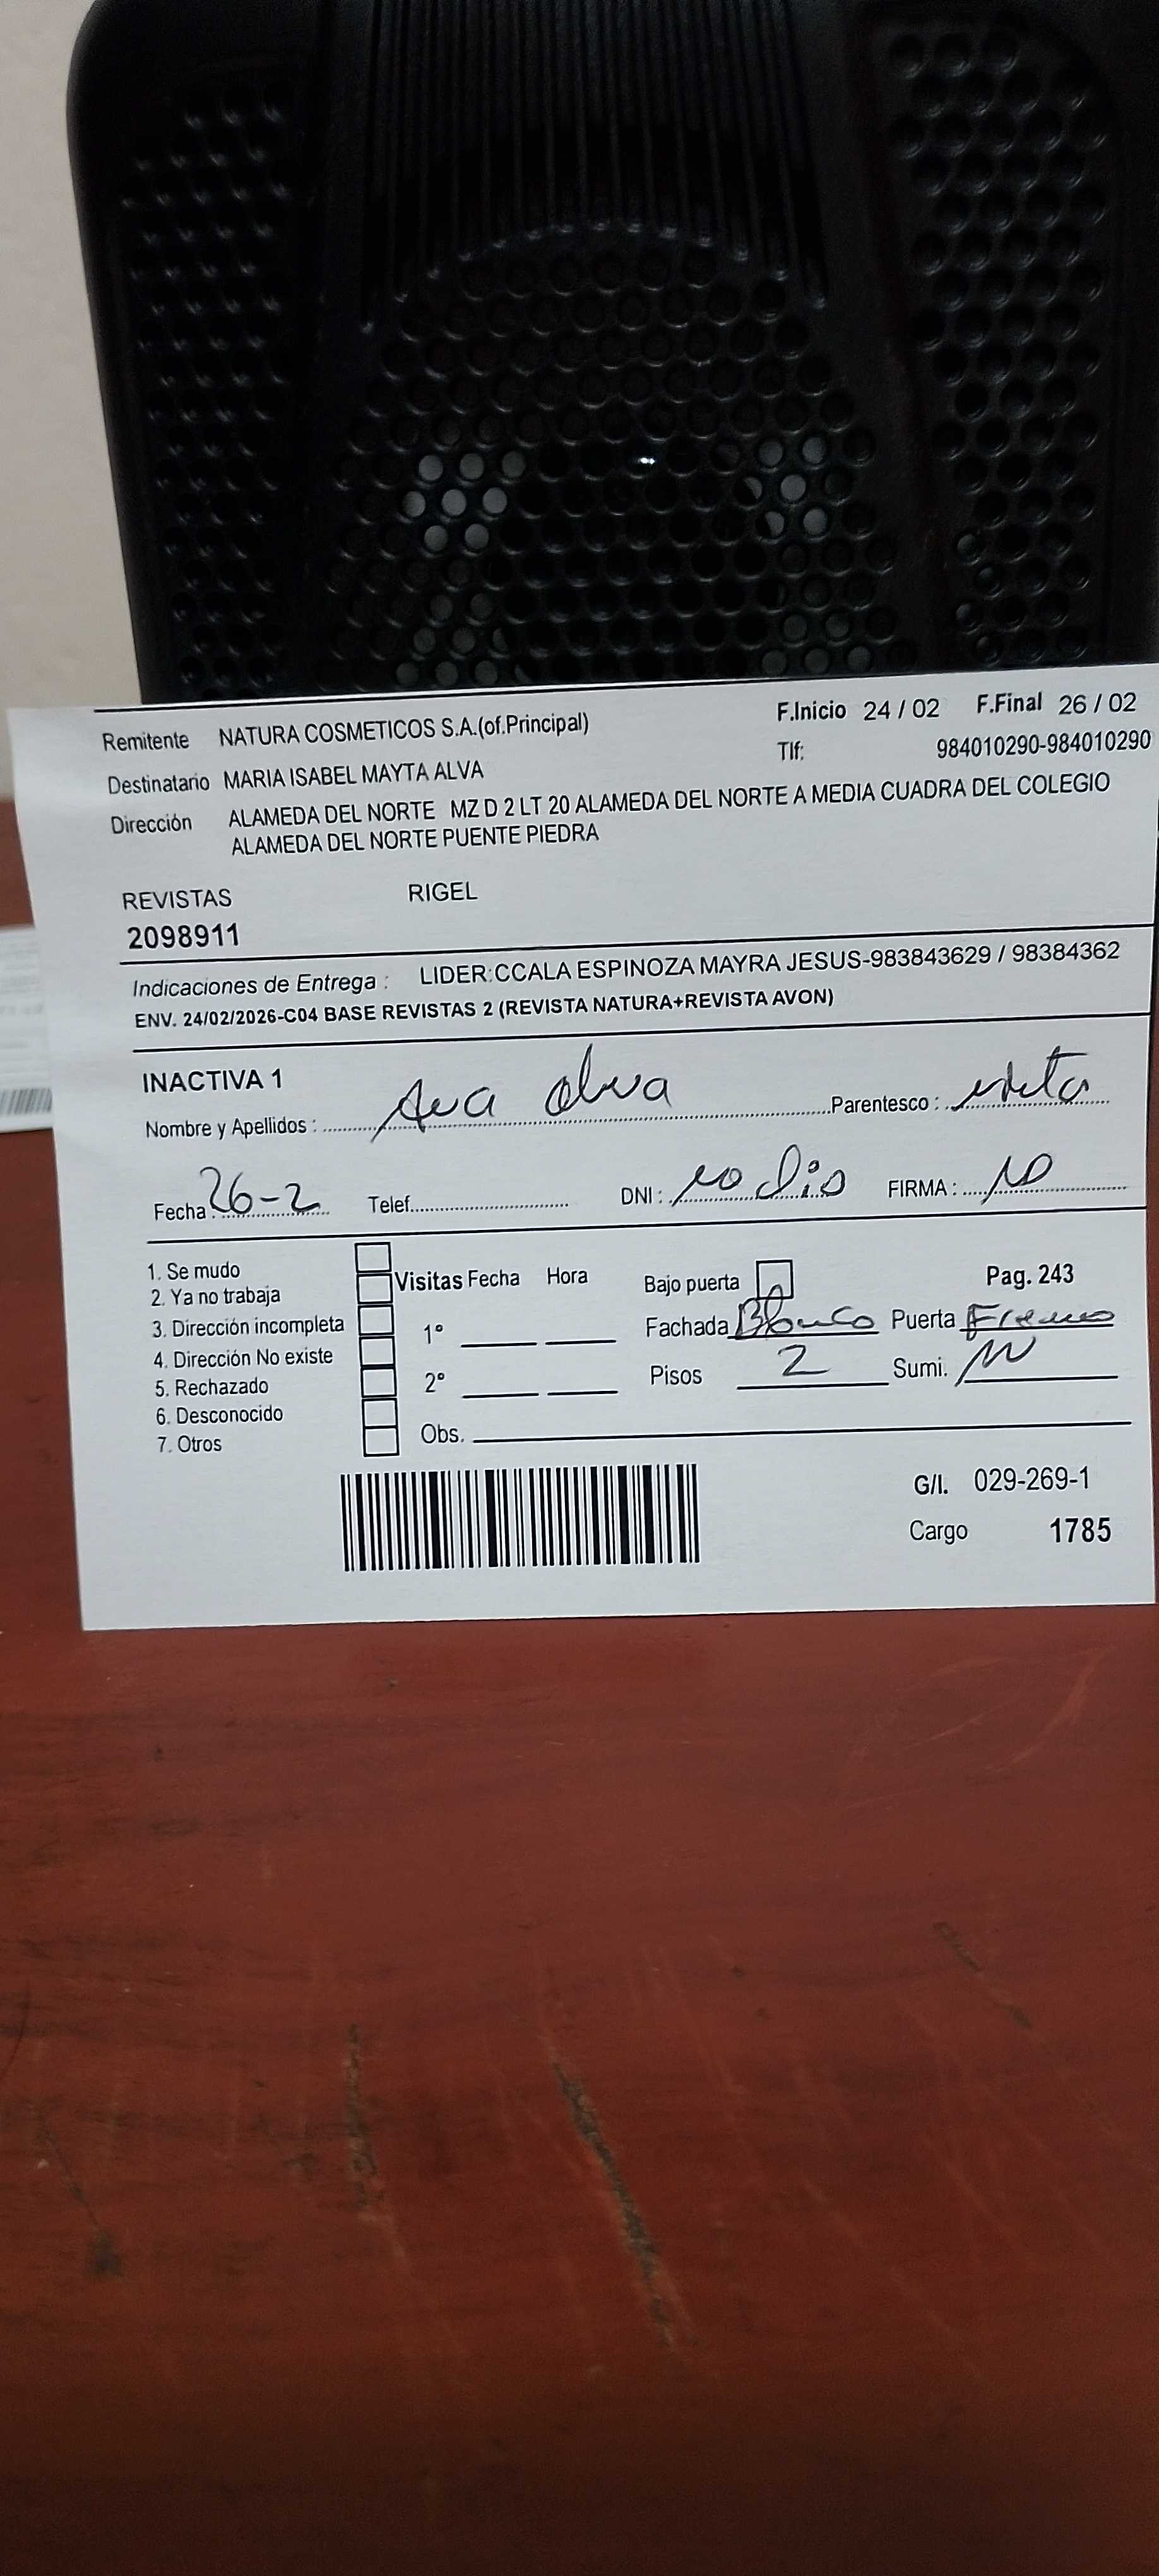 Remitente NATURA COSMETICOS S.A.(of.Principal) F.Inicio 24 / 02 F.Final 26 / 02
Destinatario MARIA ISABEL MAYTA ALVA Tlf: 984010290-984010290
Dirección ALAMEDA DEL NORTE MZ D 2 LT 20 ALAMEDA DEL NORTE A MEDIA CUADRA DEL COLEGIO
ALAMEDA DEL NORTE PUENTE PIEDRA
REVISTAS RIGEL
2098911
Indicaciones de Entrega : LIDER:CCALA ESPINOZA MAYRA JESUS-983843629 / 98384362
ENV. 24/02/2026-C04 BASE REVISTAS 2 (REVISTA NATURA+REVISTA AVON)
INACTIVA 1
Nombre y Apellidos : Ana alva Parentesco :
Fecha 26-2 Telef. DNI : no dio FIRMA : NO
1. Se mudo
2. Ya no trabaja Visitas Fecha Hora Bajo puerta Pag. 243
3. Dirección incompleta 1° Fachada Blanco Puerta
4. Dirección No existe
5. Rechazado 2° Pisos 2 Sumi.
6. Desconocido
7. Otros Obs.
G/I. 029-269-1
Cargo 1785